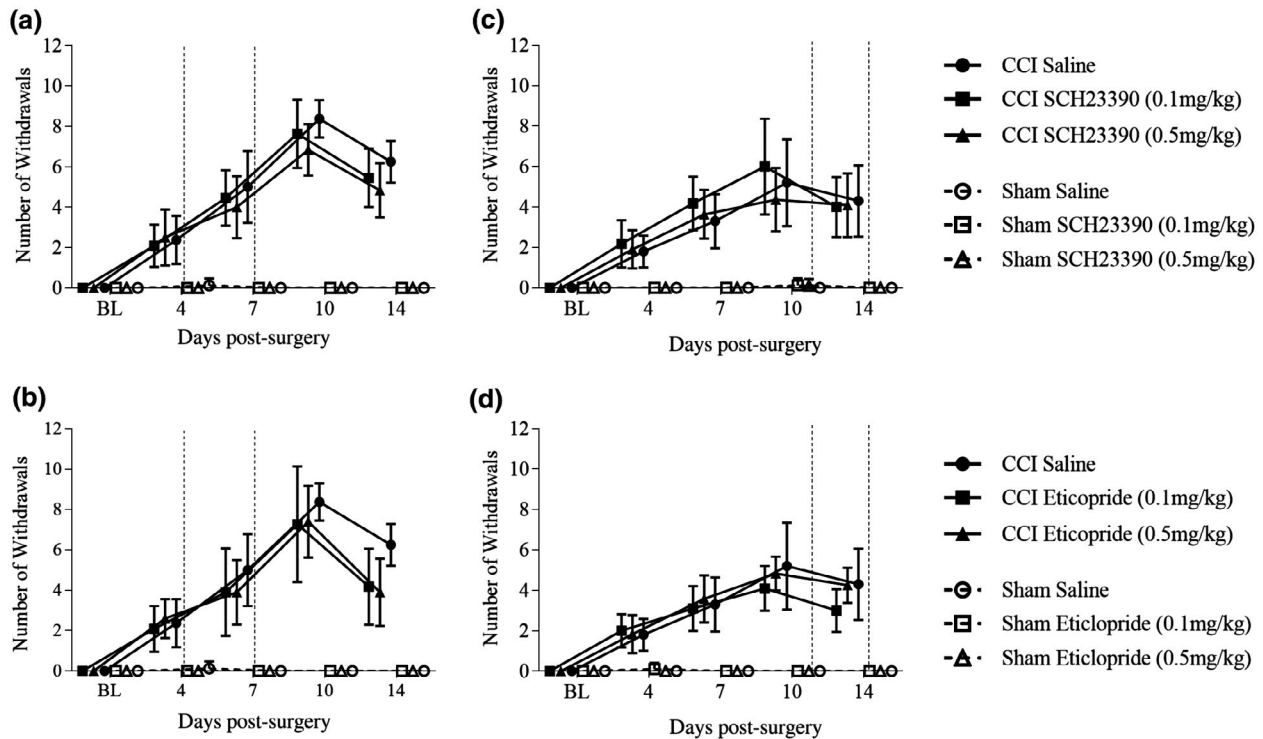 (a)
Number of Withdrawals
12
10
8
6
4
2
0
BL 4 7 10 14
Days post-surgery
(c)
Number of Withdrawals
12
10
8
6
4
2
0
BL 4 7 10 14
Days post-surgery
CCI Saline
CCI SCH23390 (0.1mg/kg)
CCI SCH23390 (0.5mg/kg)
Sham Saline
Sham SCH23390 (0.1mg/kg)
Sham SCH23390 (0.5mg/kg)
(b)
Number of Withdrawals
12
10
8
6
4
2
0
BL 4 7 10 14
Days post-surgery
(d)
Number of Withdrawals
12
10
8
6
4
2
0
BL 4 7 10 14
Days post-surgery
CCI Saline
CCI Eticopride (0.1mg/kg)
CCI Eticopride (0.5mg/kg)
Sham Saline
Sham Eticlopride (0.1mg/kg)
Sham Eticlopride (0.5mg/kg)